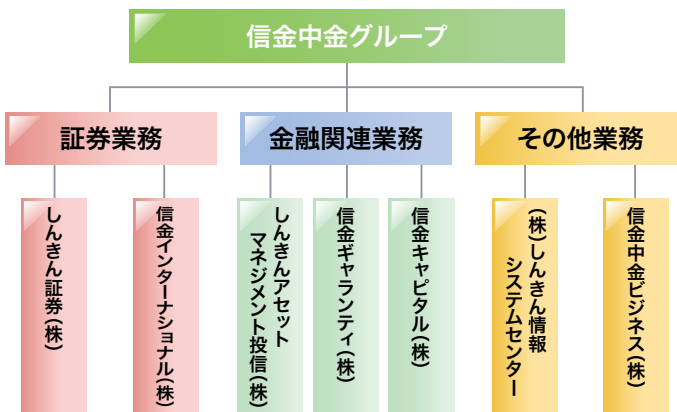 信金中金グループ
証券業務
金融関連業務
その他業務
しんきん証券(株)
信金インターナショナル(株)
しんきんアセット
マネジメント投信(株)
信金ギャランティ(株)
信金キャピタル(株)
(株)しんきん情報
システムセンター
信金中金ビジネス(株)